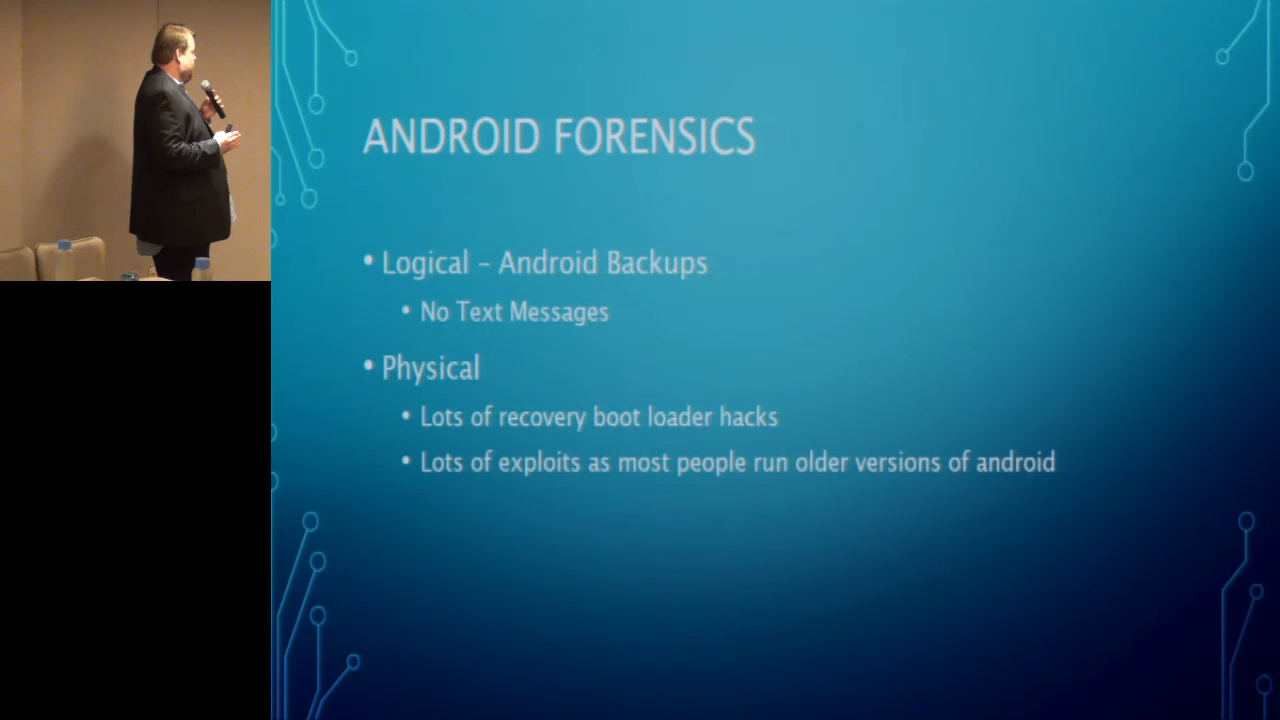 ANDROID FORENSICS
• Logical – Android Backups
• No Text Messages
• Physical
• Lots of recovery boot loader hacks
• Lots of exploits as most people run older versions of android